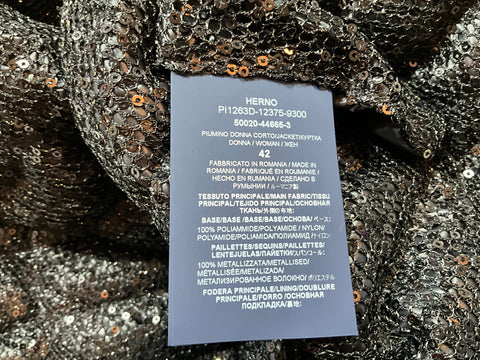 HERNO
PI1263D-12375-9300
50020-44665-3
PIUMINO DONNA CORTO/JACKET/КУРТКА
DONNA / WOMAN / ЖЕН
42
FABBRICATO IN ROMANIA / MADE IN
ROMANIA / FABRIQUÉ EN ROUMANIE /
HECHO EN RUMANIA / СДЕЛАНО В
РУМЫНИИ / ルーマニア製
TESSUTO PRINCIPALE/MAIN FABRIC/TISSU
PRINCIPAL/TEJIDO PRINCIPAL/ОСНОВНАЯ
ТКАНЬ/外側の布地:
BASE/BASE/BASE/BASE/ОСНОВА/ベース:
100% POLIAMMIDE/POLYAMIDE/NYLON/
POLYAMIDE/POLIAMIDA/ПОЛИАМИД/ナイロン
PAILLETTES/SEQUINS/PAILLETTES/
LENTEJUELAS/ПАЙЕТКИ/スパンコール:
100% METALLIZZATA/METALLISED/
MÉTALLISÉE/METALIZADA/
МЕТАЛЛИЗИРОВАННОЕ ВОЛОКНО/ポリエステル
FODERA PRINCIPALE/LINING/DOUBLURE
PRINCIPALE/FORRO/ОСНОВНАЯ
ПОДКЛАДКА/裏地: